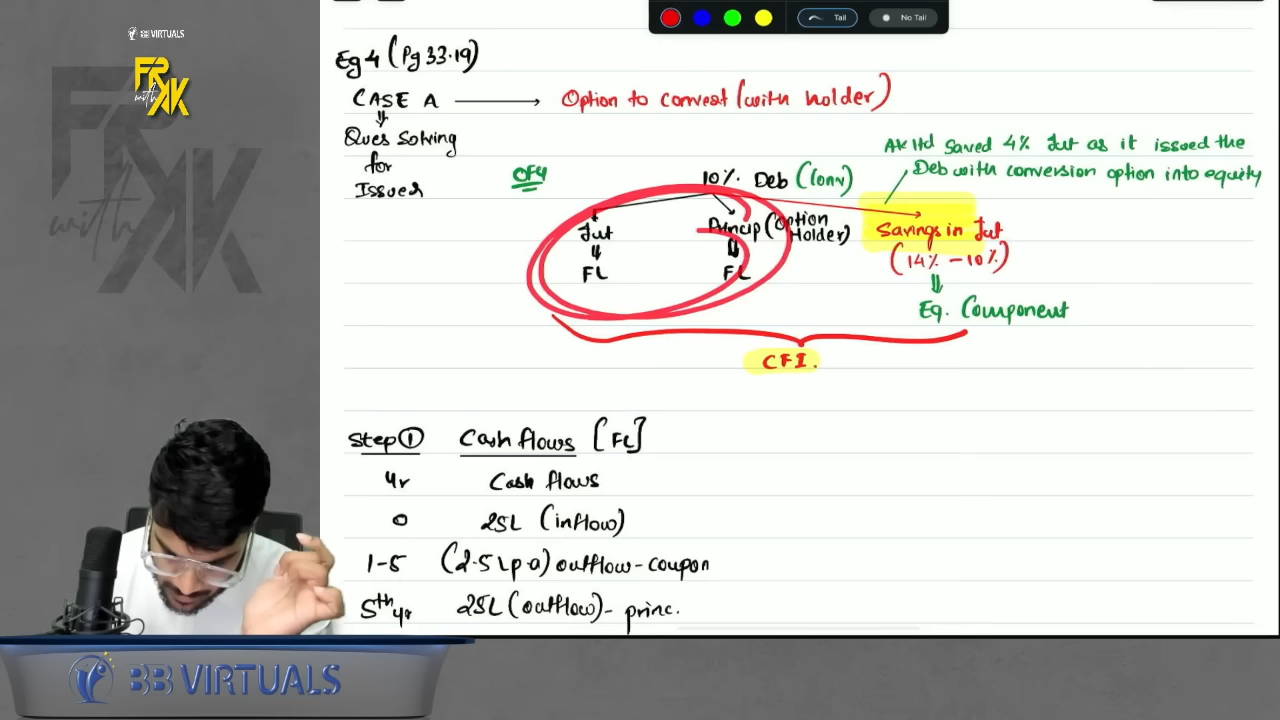 BB VIRTUALS
FR
with AK
FR
with AK
Tail
No Tail
Eg 4 (Pg 33.19)
CASE A → Option to convert (with holder)
⇓
Ques Solving
for
Issuer
OFY
AK ltd saved 4% Int as it issued the
Deb with conversion option into equity
10% Deb (Conv)
Int
⇓
FL
Princip (Option
Holder)
⇓
FL
Savings in Int
(14% - 10%)
⇓
Eq. Component
CFI.
Step ① Cash flows [FL]
Yr Cash flows
0 25L (inflow)
1-5 (2.5L p.a) outflow - coupon
5th yr 25L (outflow) - princ.
BB VIRTUALS